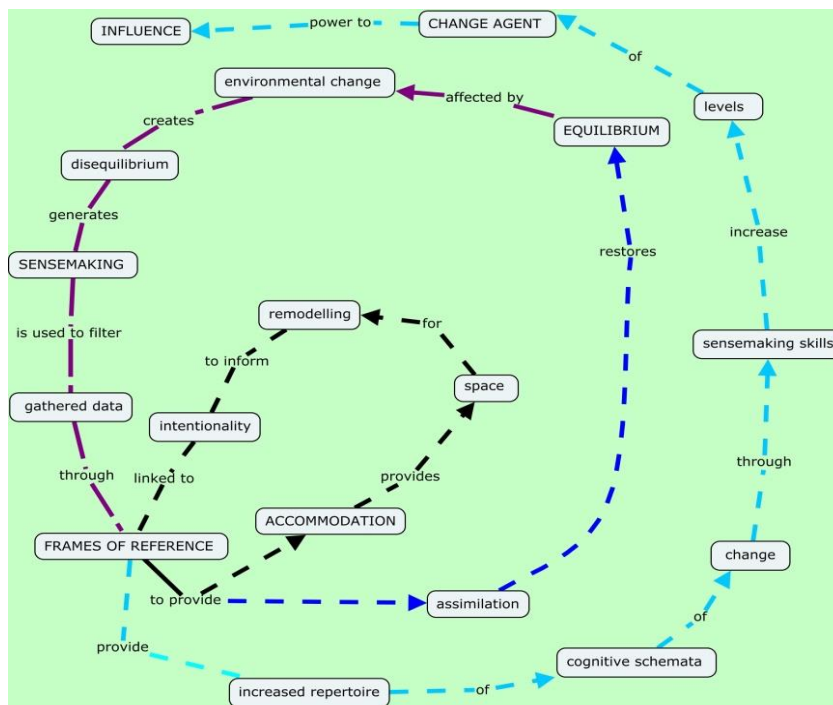 INFLUENCE
power to
CHANGE AGENT
of
levels
increase
sensemaking skills
through
change
of
cognitive schemata
of
increased repertoire
provide
environmental change
affected by
EQUILIBRIUM
creates
disequilibrium
generates
SENSEMAKING
is used to filter
gathered data
through
FRAMES OF REFERENCE
restores
remodelling
for
to inform
space
intentionality
linked to
provides
ACCOMMODATION
to provide
assimilation